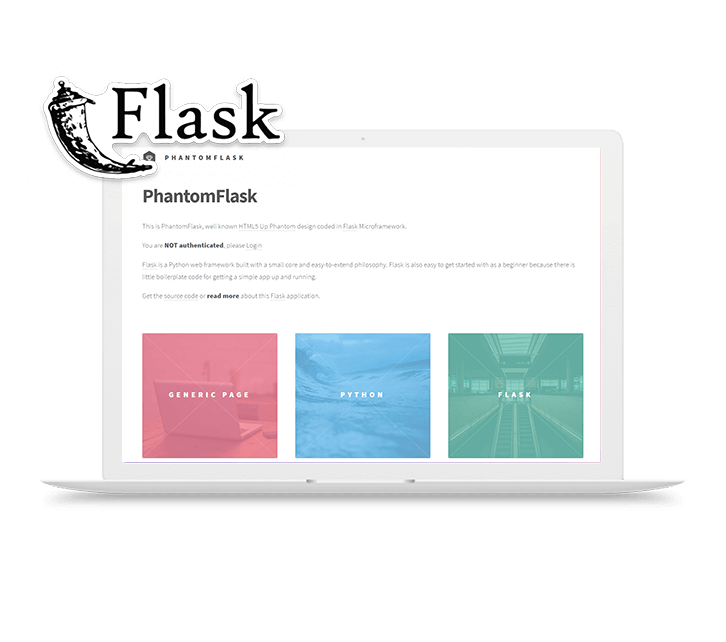 Flask
PHANTOMFLASK
PhantomFlask
This is PhantomFlask, well known HTML5 Up Phantom design coded in Flask Microframework.
You are NOT authenticated, please Login
Flask is a Python web framework built with a small core and easy-to-extend philosophy. Flask is also easy to get started with as a beginner because there is
little boilerplate code for getting a simple app up and running.
Get the source code or read more about this Flask application.
GENERIC PAGE
PYTHON
FLASK